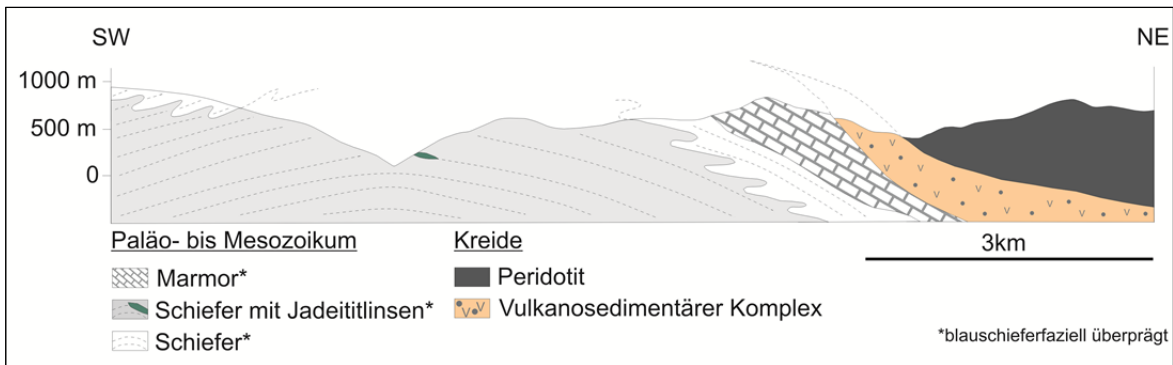 SW
NE
1000 m
500 m
0
Paläo- bis Mesozoikum
Kreide
3km
Marmor*
Peridotit
Schiefer mit Jadeititlinsen*
Vulkanosedimentärer Komplex
Schiefer*
*blauschieferfaziell überprägt